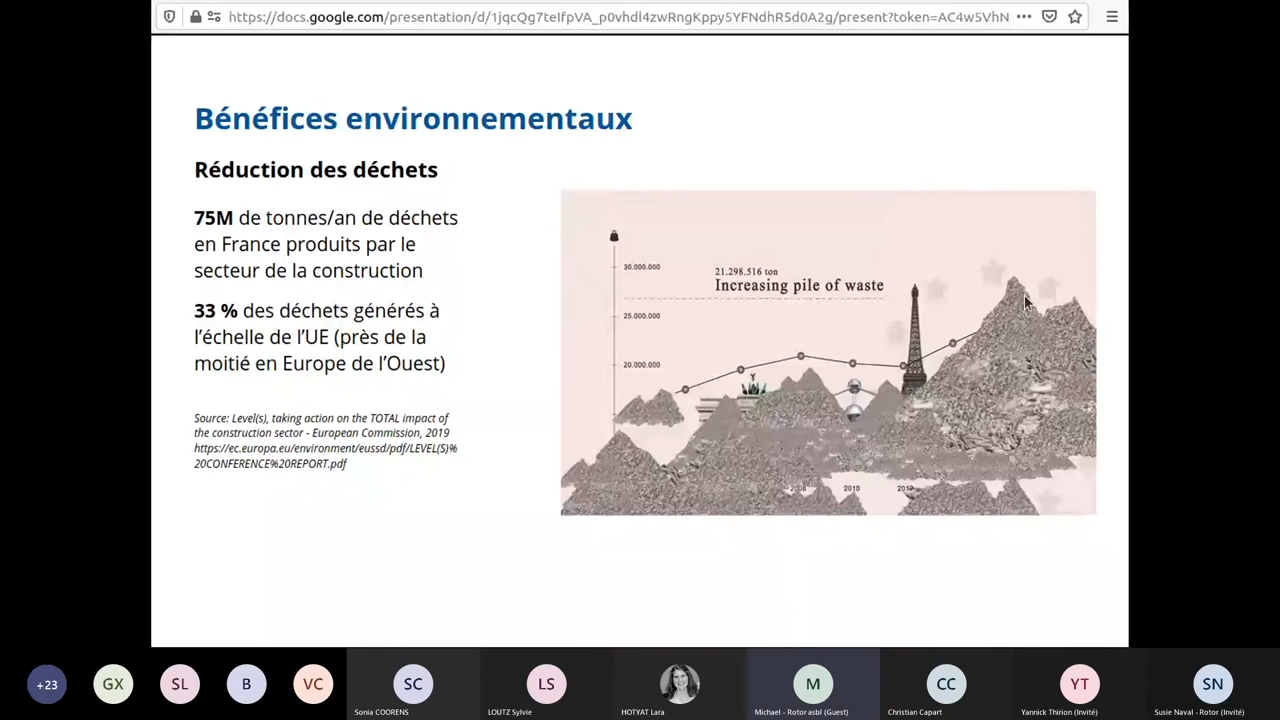 https://docs.google.com/presentation/d/1jqcQg7teIfpVA_p0vhdl4zwRngKppy5YFNdhR5d0A2g/present?token=AC4w5VhN
Bénéfices environnementaux
Réduction des déchets
75M de tonnes/an de déchets
en France produits par le
secteur de la construction
33 % des déchets générés à
l’échelle de l’UE (près de la
moitié en Europe de l’Ouest)
Source: Level(s), taking action on the TOTAL impact of
the construction sector - European Commission, 2019
https://ec.europa.eu/environment/eussd/pdf/LEVEL(S)%
20CONFERENCE%20REPORT.pdf
30.000.000
21.298.516 ton
Increasing pile of waste
25.000.000
20.000.000
2008 2010 2012
+23 GX SL B VC SC LS M CC YT SN
Sonia COORENS LOUTZ Sylvie HOTYAT Lara Michael - Rotor asbl (Guest) Christian Capart Yannick Thirion (Invité) Susie Naval - Rotor (Invité)